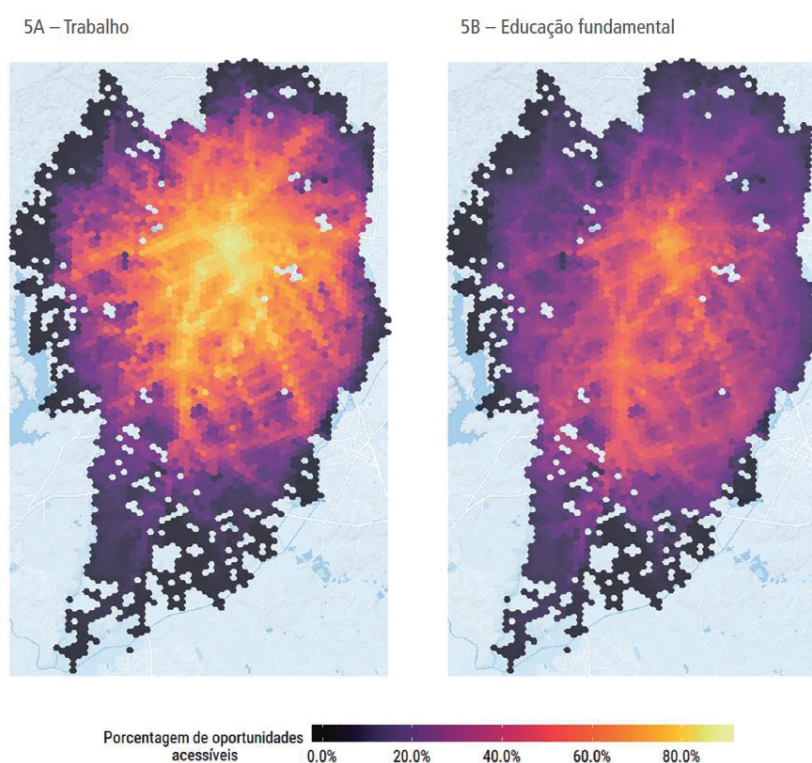 5A – Trabalho
5B – Educação fundamental
Porcentagem de oportunidades
acessíveis
0.0%
20.0%
40.0%
60.0%
80.0%